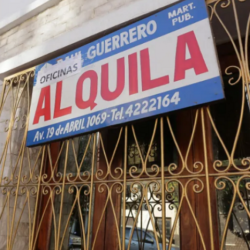 GUERRERO MART. PUB.
OFICINAS
ALQUILA
Av. 19 de ABRIL 1069-Tel. 4222164